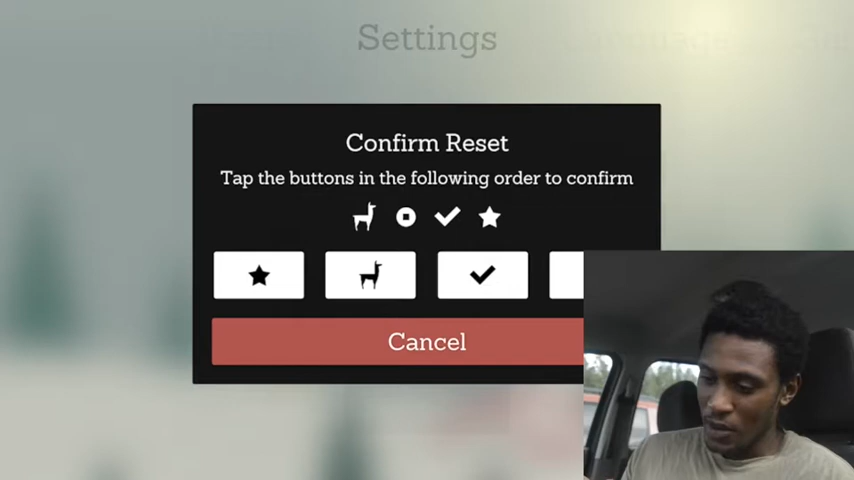 Settings
Confirm Reset
Tap the buttons in the following order to confirm
Cancel